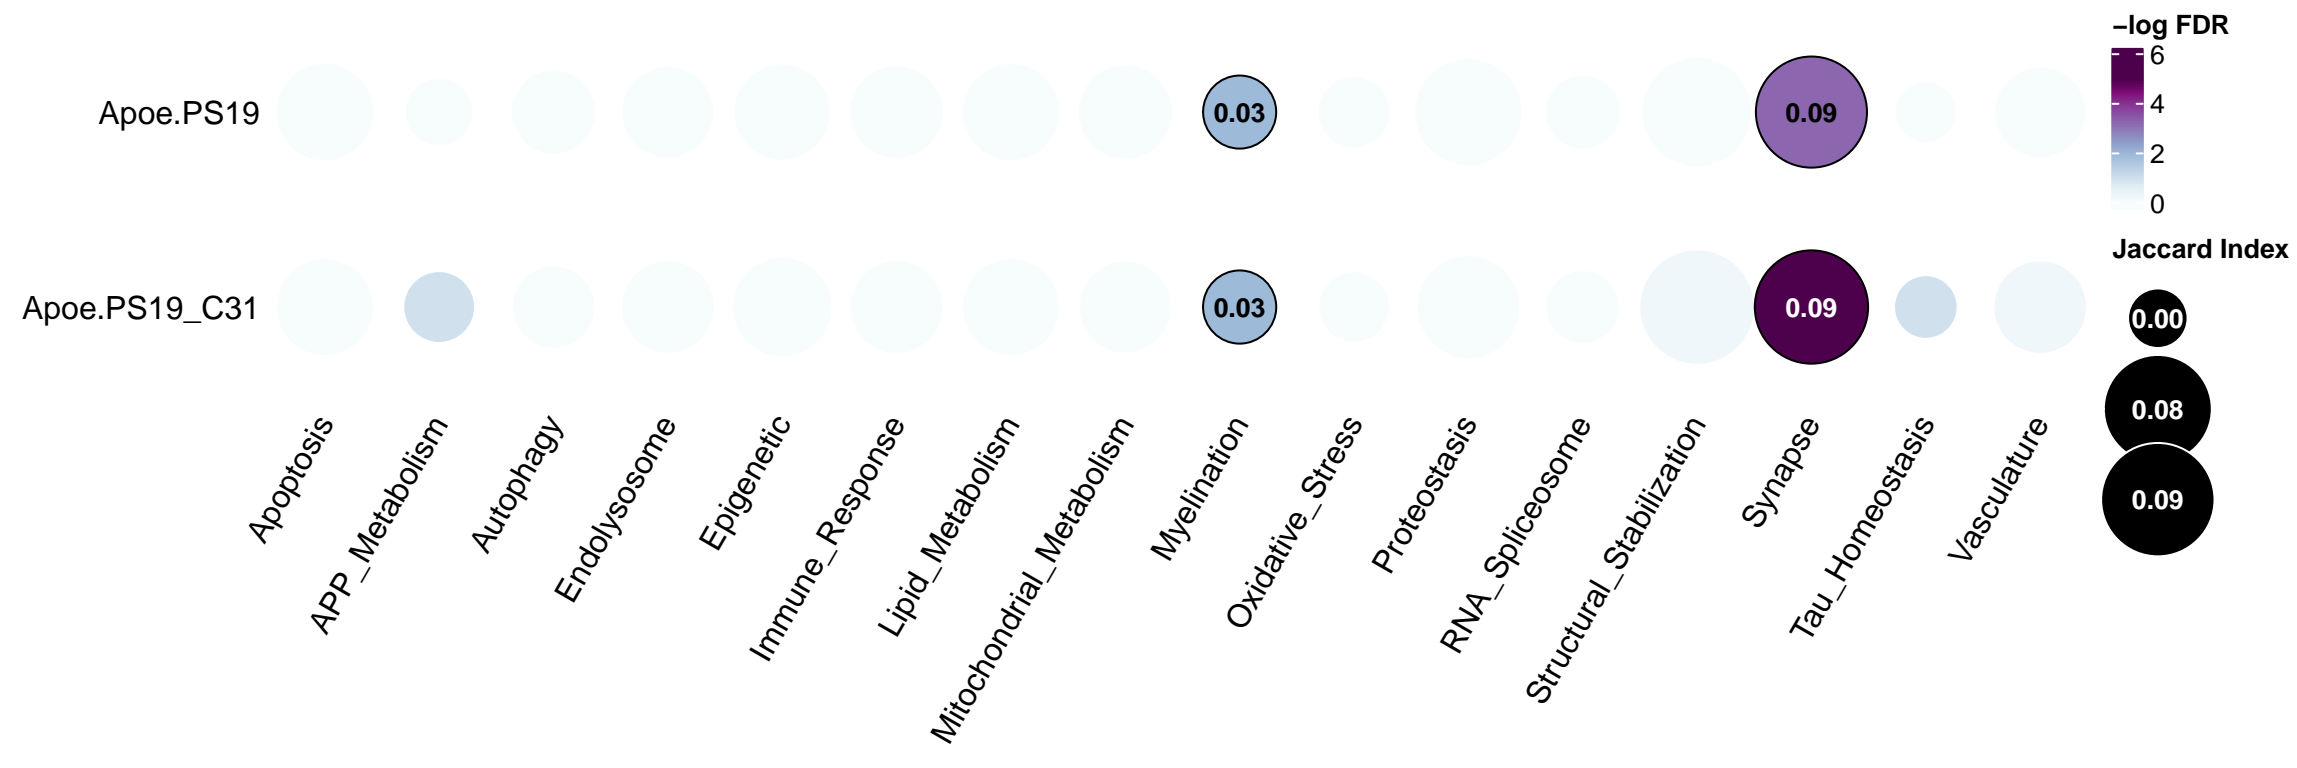 Apoe.PS19
0.03
0.09
Apoe.PS19_C31
0.03
0.09
Apoptosis
APP_Metabolism
Autophagy
Endolysosome
Epigenetic
Immune_Response
Lipid_Metabolism
Mitochondrial_Metabolism
Myelination
Oxidative_Stress
Proteostasis
RNA_Spliceosome
Structural_Stabilization
Synapse
Tau_Homeostasis
Vasculature
−log FDR
6
4
2
0
Jaccard Index
0.00
0.08
0.09